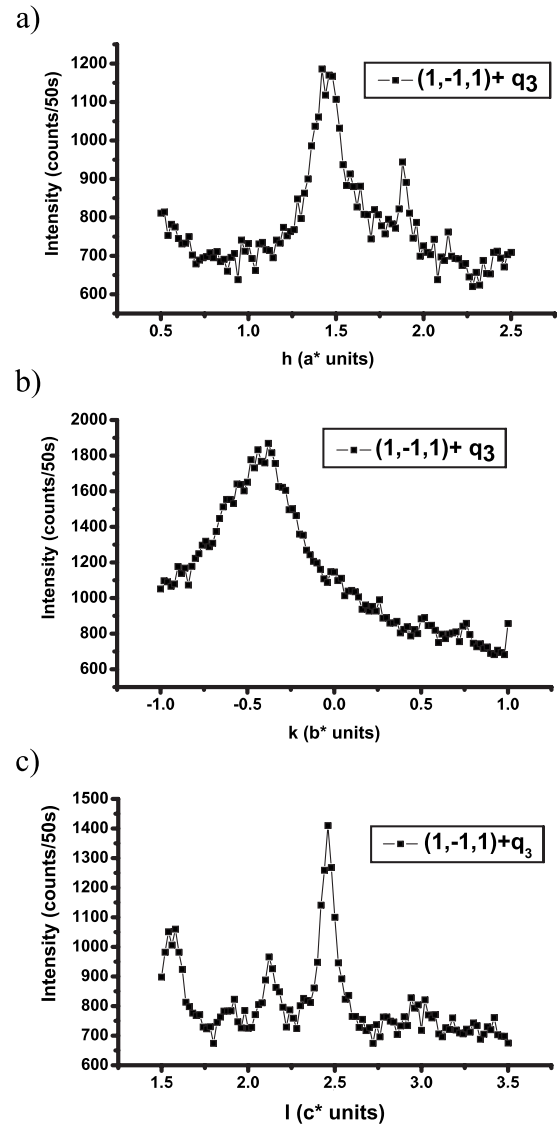 a)
1200
1100
1000
900
800
700
600
Intensity (counts/50s)
(1,-1,1)+ q3
0.5 1.0 1.5 2.0 2.5
h (a* units)
b)
2000
1800
1600
1400
1200
1000
800
600
Intensity (counts/50s)
(1,-1,1)+ q3
-1.0 -0.5 0.0 0.5 1.0
k (b* units)
c)
1500
1400
1300
1200
1100
1000
900
800
700
600
Intensity (counts/50s)
(1,-1,1)+q3
1.5 2.0 2.5 3.0 3.5
l (c* units)